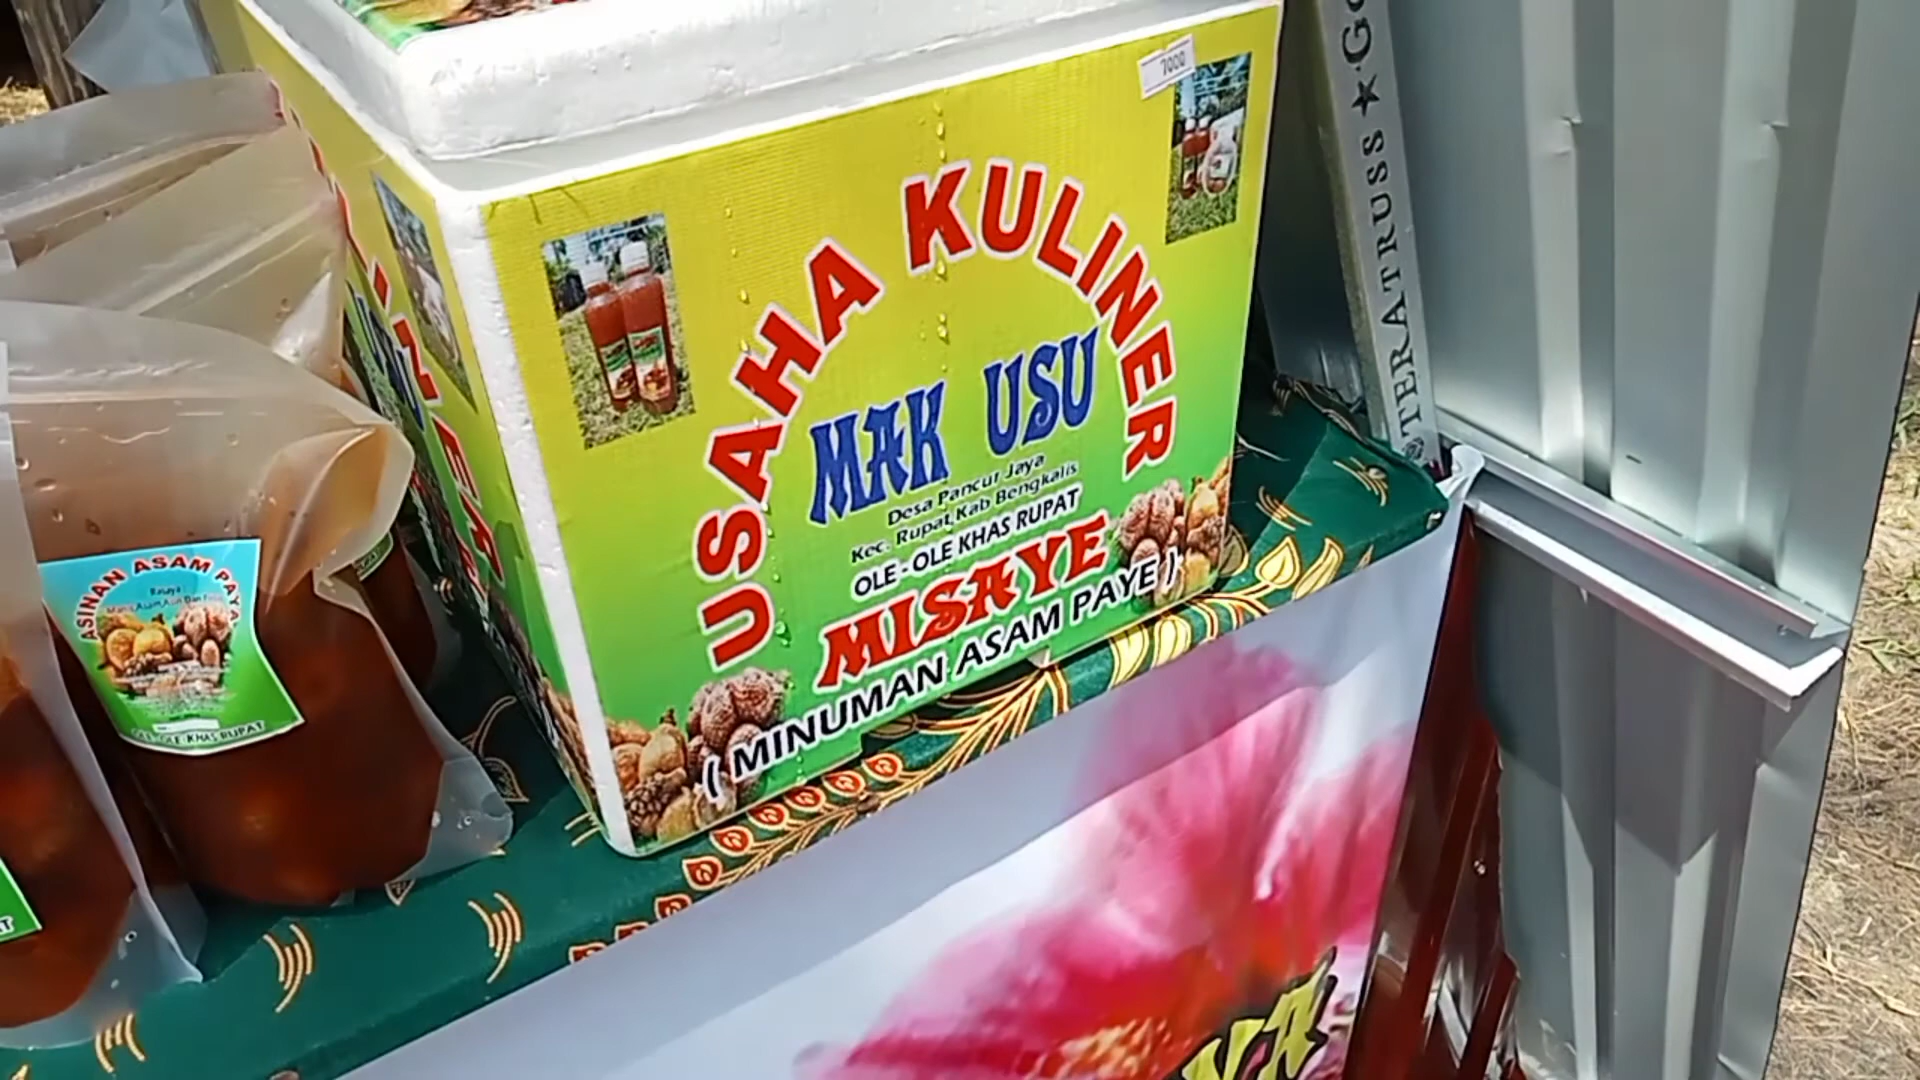 7000
USAHA KULINER
MAK USU
Desa Pancur Jaya
Kec. Rupat, Kab Bengkalis
OLE - OLE KHAS RUPAT
MISAYE
( MINUMAN ASAM PAYE )
ASINAN ASAM PAYA
OLE-KHAS RUPAT
TERATRUSS ★ Go